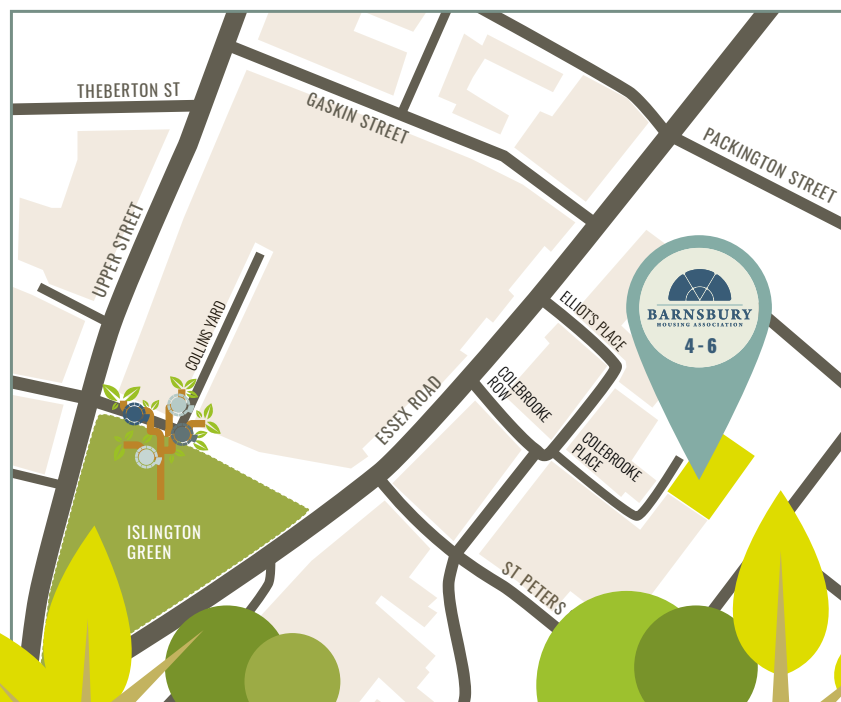 THEBERTON ST
GASKIN STREET
PACKINGTON STREET
UPPER STREET
COLLINS YARD
ELLIOTS PLACE
BARNSBURY
HOUSING ASSOCIATION
4-6
COLEBROOKE
ROW
ESSEX ROAD
COLEBROOKE
PLACE
ISLINGTON
GREEN
ST PETERS